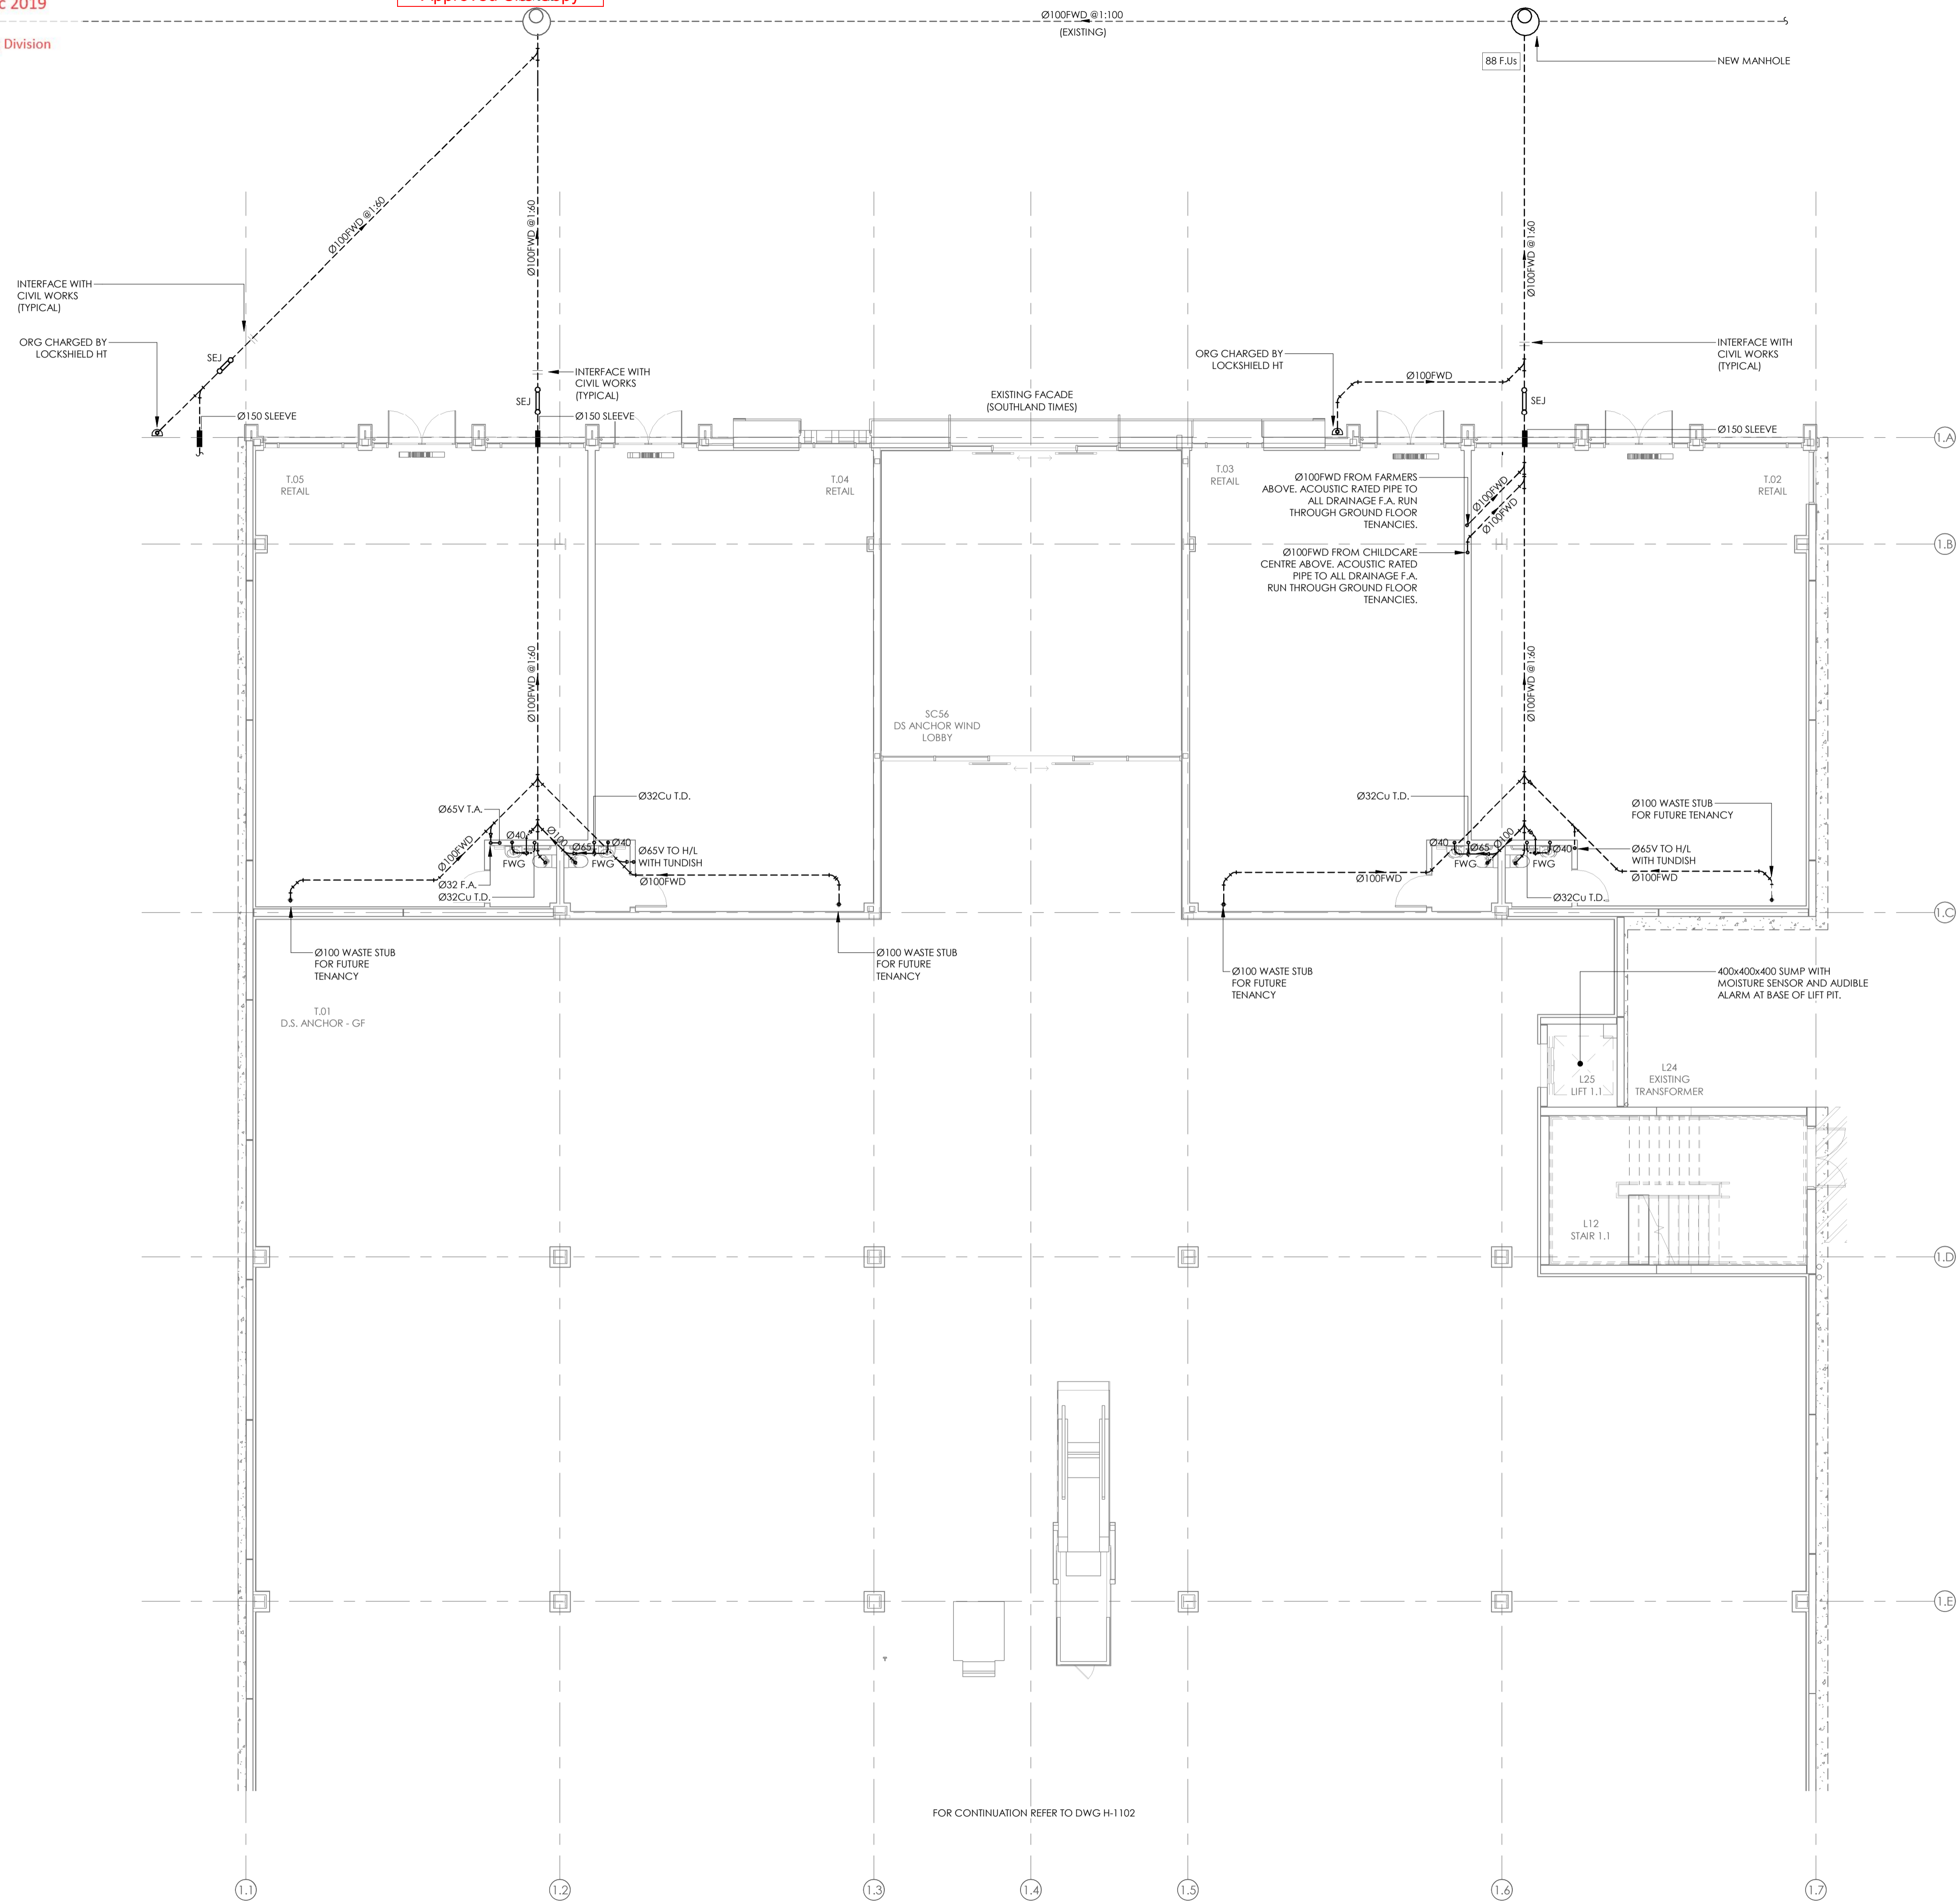 c 2019
Division
Ø100FWD @1:100
(EXISTING)
88 F.Us
NEW MANHOLE
Ø100FWD @1:60
Ø100FWD @1:60
Ø100FWD @1:60
INTERFACE WITH
CIVIL WORKS
(TYPICAL)
ORG CHARGED BY
LOCKSHIELD HT
SEJ
Ø150 SLEEVE
INTERFACE WITH
CIVIL WORKS
(TYPICAL)
SEJ
Ø150 SLEEVE
EXISTING FACADE
(SOUTHLAND TIMES)
ORG CHARGED BY
LOCKSHIELD HT
Ø100FWD
INTERFACE WITH
CIVIL WORKS
(TYPICAL)
SEJ
Ø150 SLEEVE
1.A
T.05
RETAIL
T.04
RETAIL
T.03
RETAIL
T.02
RETAIL
Ø100FWD FROM FARMERS
ABOVE. ACOUSTIC RATED PIPE TO
ALL DRAINAGE F.A. RUN
THROUGH GROUND FLOOR
TENANCIES.
Ø100FWD
Ø100FWD
1.B
Ø100FWD FROM CHILDCARE
CENTRE ABOVE. ACOUSTIC RATED
PIPE TO ALL DRAINAGE F.A.
RUN THROUGH GROUND FLOOR
TENANCIES.
Ø100FWD @1:60
Ø100FWD @1:60
SC56
DS ANCHOR WIND
LOBBY
Ø65V T.A.
Ø32Cu T.D.
Ø40
Ø100
Ø65
Ø40
Ø100FWD
FWG
FWG
Ø65V TO H/L
WITH TUNDISH
Ø32 F.A.
Ø32Cu T.D.
Ø100FWD
Ø32Cu T.D.
Ø100 WASTE STUB
FOR FUTURE TENANCY
Ø40
Ø65
Ø100
Ø40
FWG
FWG
Ø65V TO H/L
WITH TUNDISH
Ø100FWD
Ø100FWD
Ø32Cu T.D.
1.C
Ø100 WASTE STUB
FOR FUTURE
TENANCY
Ø100 WASTE STUB
FOR FUTURE
TENANCY
Ø100 WASTE STUB
FOR FUTURE
TENANCY
400x400x400 SUMP WITH
MOISTURE SENSOR AND AUDIBLE
ALARM AT BASE OF LIFT PIT.
T.01
D.S. ANCHOR - GF
L25
LIFT 1.1
L24
EXISTING
TRANSFORMER
L12
STAIR 1.1
1.D
1.E
FOR CONTINUATION REFER TO DWG H-1102
1.1
1.2
1.3
1.4
1.5
1.6
1.7